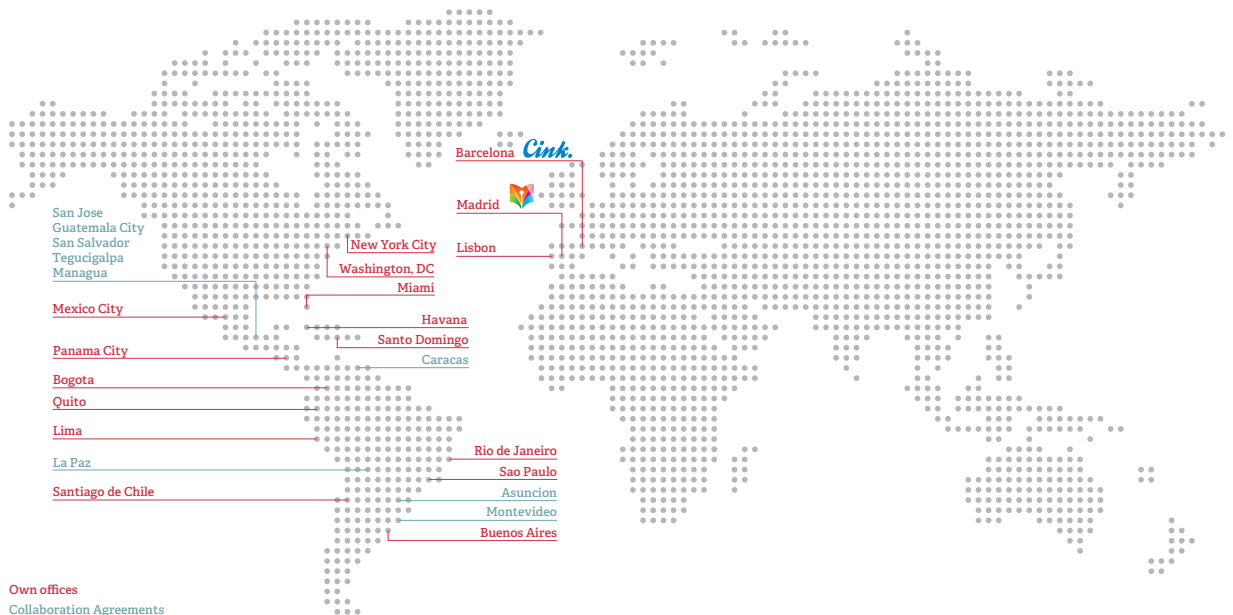 Barcelona Cink.
Madrid
Lisbon
San Jose
Guatemala City
San Salvador
Tegucigalpa
Managua
Mexico City
Panama City
Bogota
Quito
Lima
La Paz
Santiago de Chile
New York City
Washington, DC
Miami
Havana
Santo Domingo
Caracas
Rio de Janeiro
Sao Paulo
Asuncion
Montevideo
Buenos Aires
Own offices
Collaboration Agreements